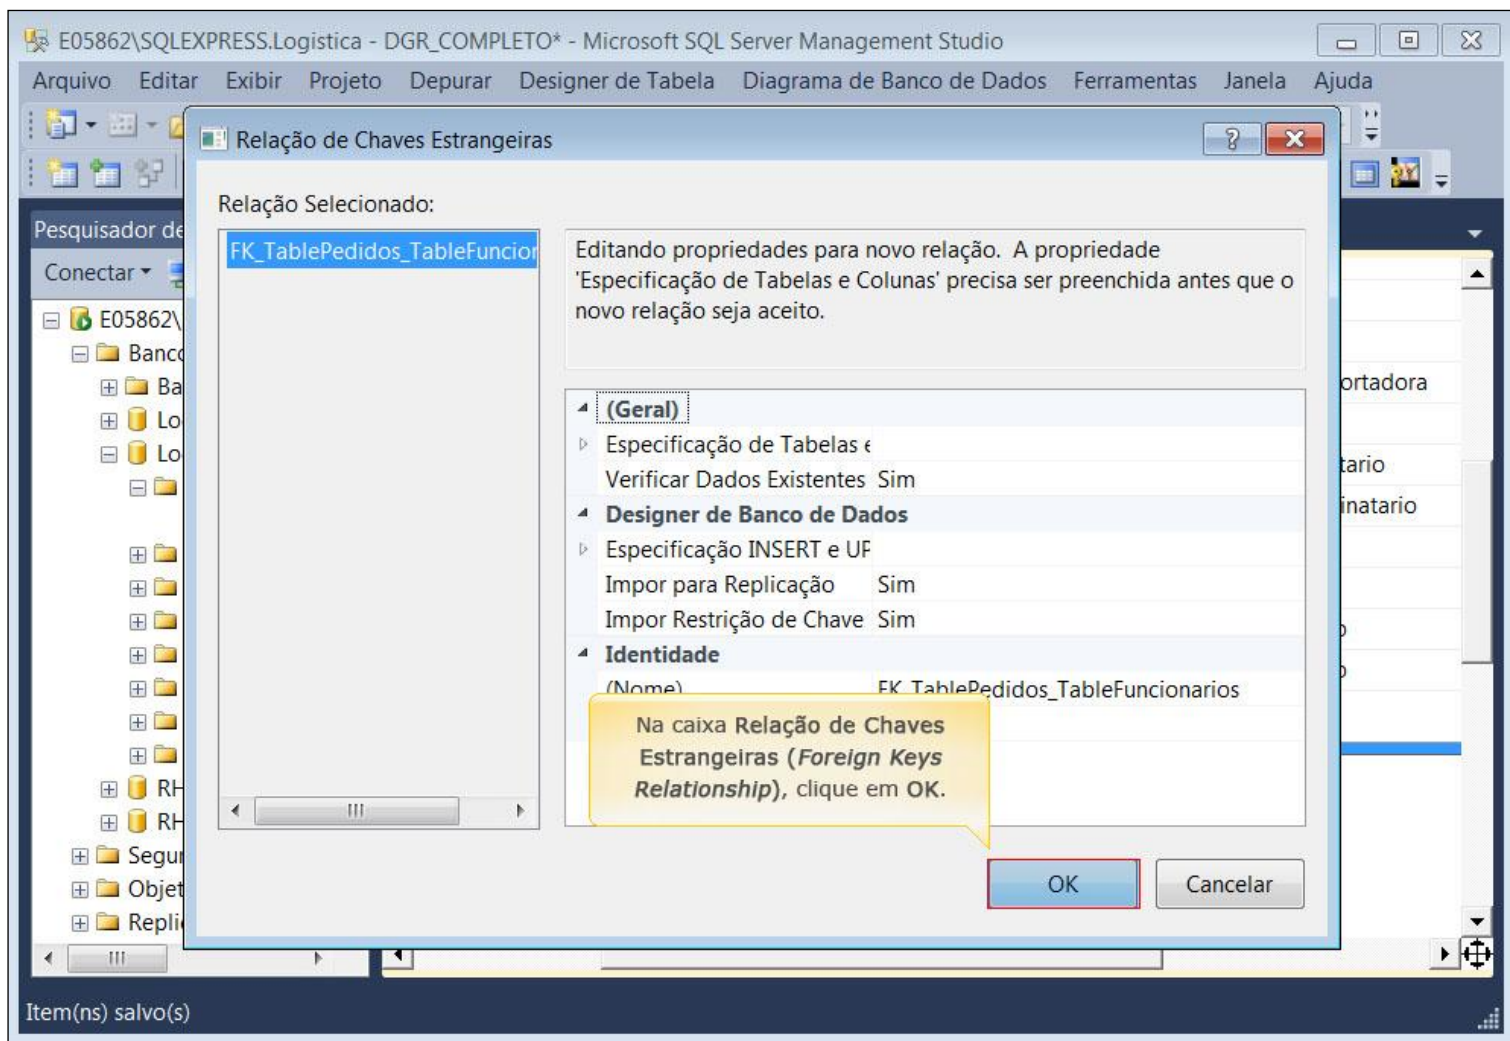 E05862\SQLEXPRESS.Logistica - DGR_COMPLETO* - Microsoft SQL Server Management Studio
Arquivo Editar Exibir Projeto Depurar Designer de Tabela Diagrama de Banco de Dados Ferramentas Janela Ajuda
Relação de Chaves Estrangeiras
Relação Selecionado:
Pesquisador de
Conectar
FK_TablePedidos_TableFuncion
Editando propriedades para novo relação. A propriedade
'Especificação de Tabelas e Colunas' precisa ser preenchida antes que o
novo relação seja aceito.
E05862\
Banco
Ba
Lo
Lo
RH
RH
Segur
Objet
Replic
(Geral)
Especificação de Tabelas e
Verificar Dados Existentes Sim
Designer de Banco de Dados
Especificação INSERT e UP
Impor para Replicação Sim
Impor Restrição de Chave Sim
Identidade
(Nome) FK_TablePedidos_TableFuncionarios
ortadora
tario
inatario
o
o
Na caixa Relação de Chaves
Estrangeiras (Foreign Keys
Relationship), clique em OK.
OK Cancelar
Item(ns) salvo(s)